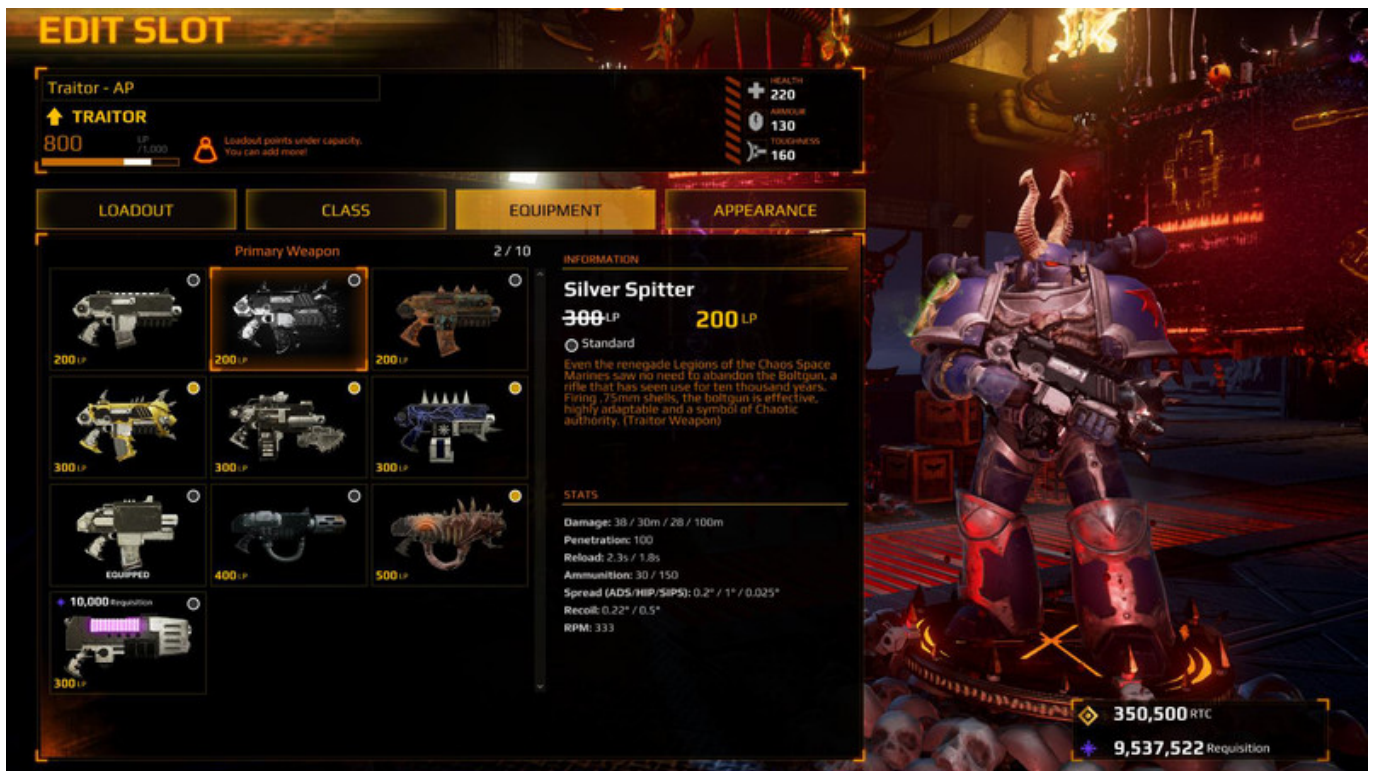 EDIT SLOT
Traitor - AP
TRAITOR
800
LP
/1,000
Loadout points under capacity.
You can add more!
HEALTH
220
ARMOUR
130
TOUGHNESS
160
LOADOUT
CLASS
EQUIPMENT
APPEARANCE
Primary Weapon
2 / 10
200 LP
200 LP
200 LP
300 LP
300 LP
300 LP
EQUIPPED
400 LP
500 LP
10,000 Requisition
300 LP
INFORMATION
Silver Spitter
300 LP
200 LP
Standard
Even the renegade Legions of the Chaos Space
Marines saw no need to abandon the Boltgun, a
rifle that has seen use for ten thousand years.
Firing .75mm shells, the boltgun is effective,
highly adaptable and a symbol of Chaotic
authority. (Traitor Weapon)
STATS
Damage: 38 / 30m / 28 / 100m
Penetration: 100
Reload: 2.3s / 1.8s
Ammunition: 30 / 150
Spread (ADS/HIP/SIPS): 0.2° / 1° / 0.025°
Recoil: 0.22° / 0.5°
RPM: 333
350,500 RTC
9,537,522 Requisition